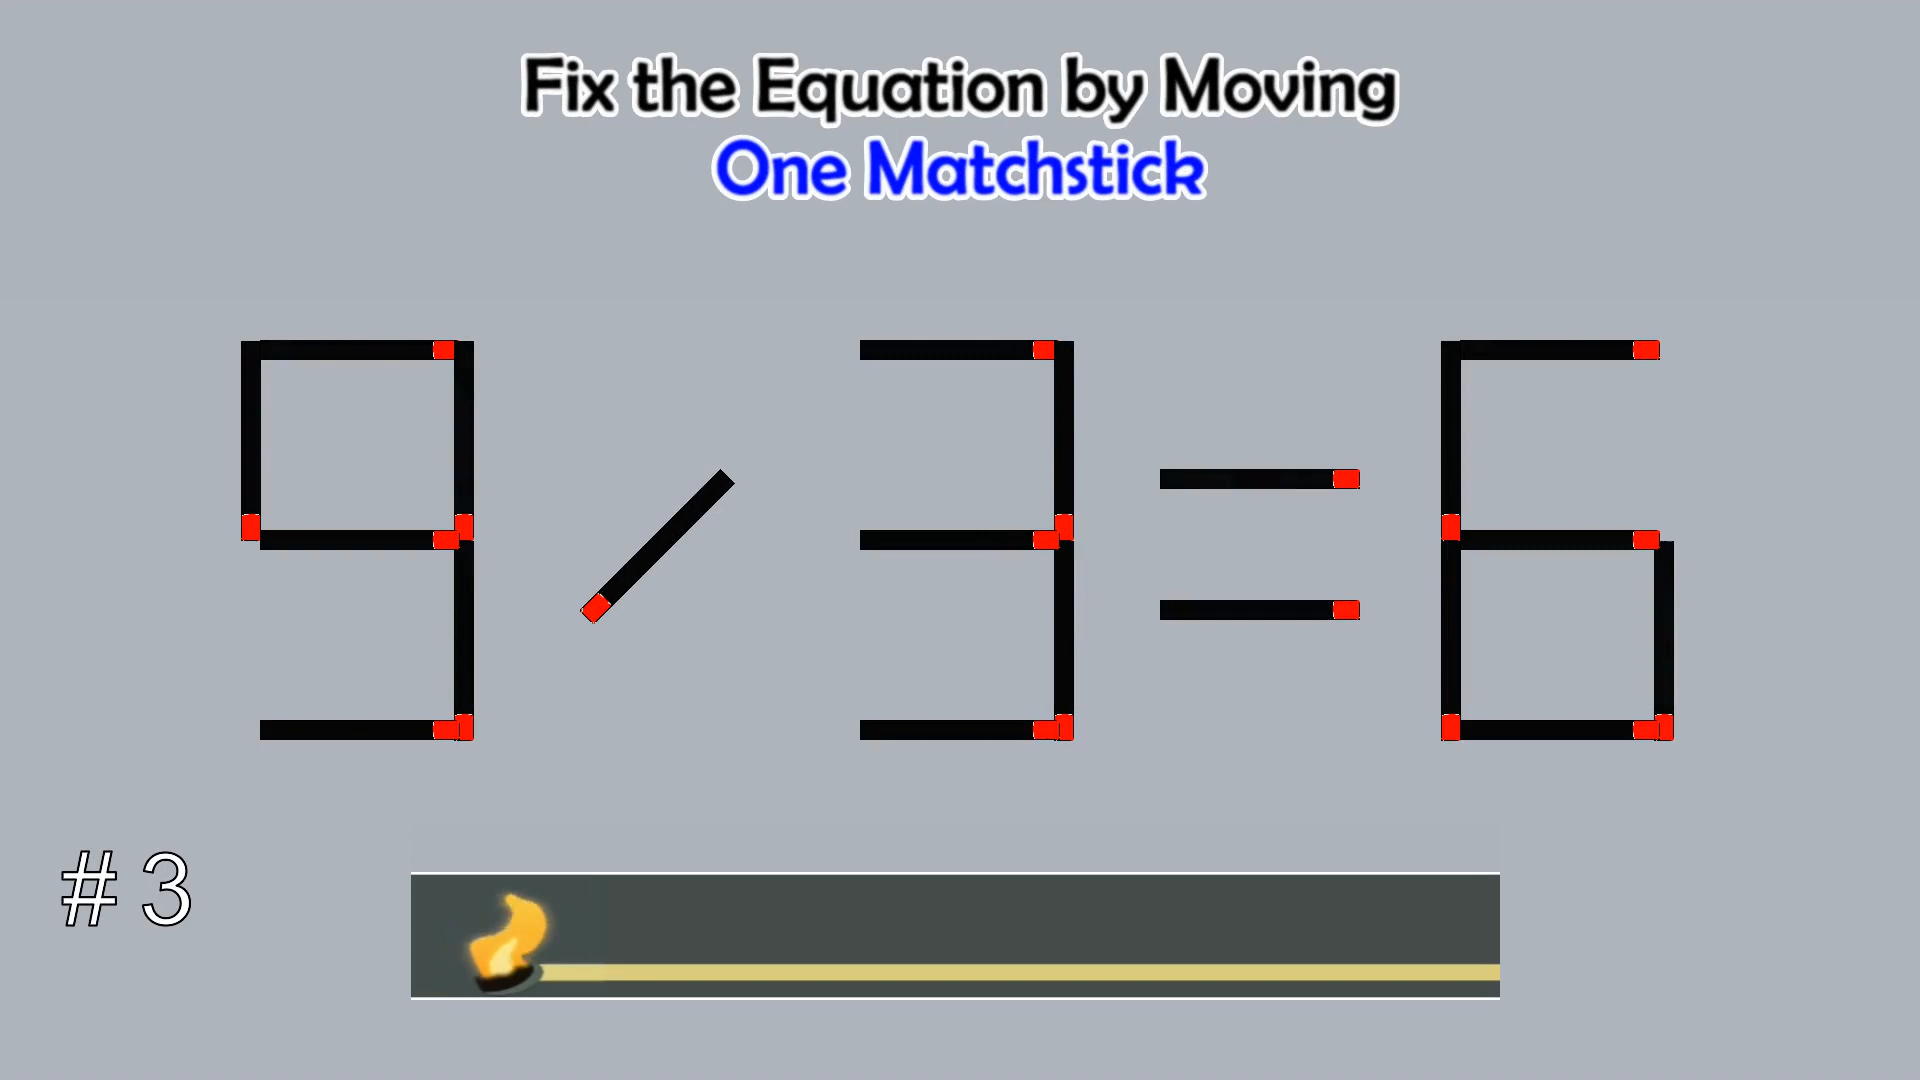 Fix the Equation by Moving
One Matchstick
9/3=6
#3